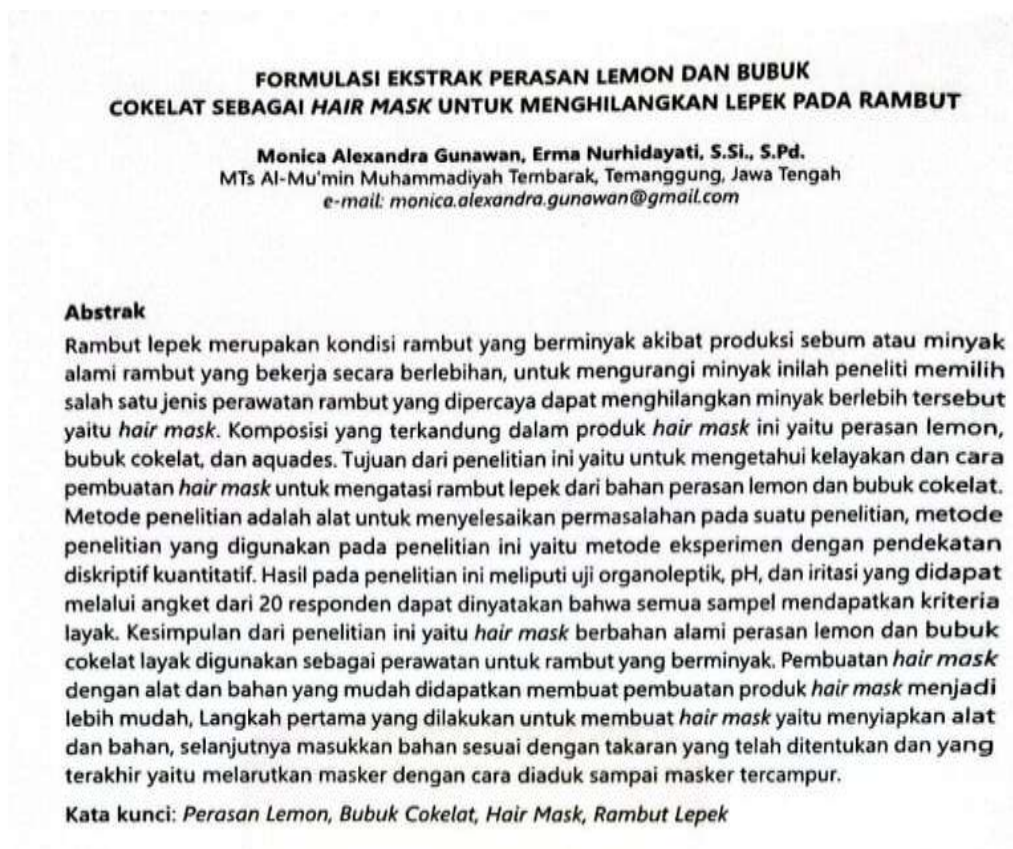 FORMULASI EKSTRAK PERASAN LEMON DAN BUBUK
COKELAT SEBAGAI HAIR MASK UNTUK MENGHILANGKAN LEPEK PADA RAMBUT
Monica Alexandra Gunawan, Erma Nurhidayati, S.Si., S.Pd.
MTs Al-Mu'min Muhammadiyah Tembarak, Temanggung, Jawa Tengah
e-mail: monica.alexandra.gunawan@gmail.com
Abstrak
Rambut lepek merupakan kondisi rambut yang berminyak akibat produksi sebum atau minyak
alami rambut yang bekerja secara berlebihan, untuk mengurangi minyak inilah peneliti memilih
salah satu jenis perawatan rambut yang dipercaya dapat menghilangkan minyak berlebih tersebut
yaitu hair mask. Komposisi yang terkandung dalam produk hair mask ini yaitu perasan lemon,
bubuk cokelat, dan aquades. Tujuan dari penelitian ini yaitu untuk mengetahui kelayakan dan cara
pembuatan hair mask untuk mengatasi rambut lepek dari bahan perasan lemon dan bubuk cokelat.
Metode penelitian adalah alat untuk menyelesaikan permasalahan pada suatu penelitian, metode
penelitian yang digunakan pada penelitian ini yaitu metode eksperimen dengan pendekatan
diskriptif kuantitatif. Hasil pada penelitian ini meliputi uji organoleptik, pH, dan iritasi yang didapat
melalui angket dari 20 responden dapat dinyatakan bahwa semua sampel mendapatkan kriteria
layak. Kesimpulan dari penelitian ini yaitu hair mask berbahan alami perasan lemon dan bubuk
cokelat layak digunakan sebagai perawatan untuk rambut yang berminyak. Pembuatan hair mask
dengan alat dan bahan yang mudah didapatkan membuat pembuatan produk hair mask menjadi
lebih mudah, Langkah pertama yang dilakukan untuk membuat hair mask yaitu menyiapkan alat
dan bahan, selanjutnya masukkan bahan sesuai dengan takaran yang telah ditentukan dan yang
terakhir yaitu melarutkan masker dengan cara diaduk sampai masker tercampur.
Kata kunci: Perasan Lemon, Bubuk Cokelat, Hair Mask, Rambut Lepek